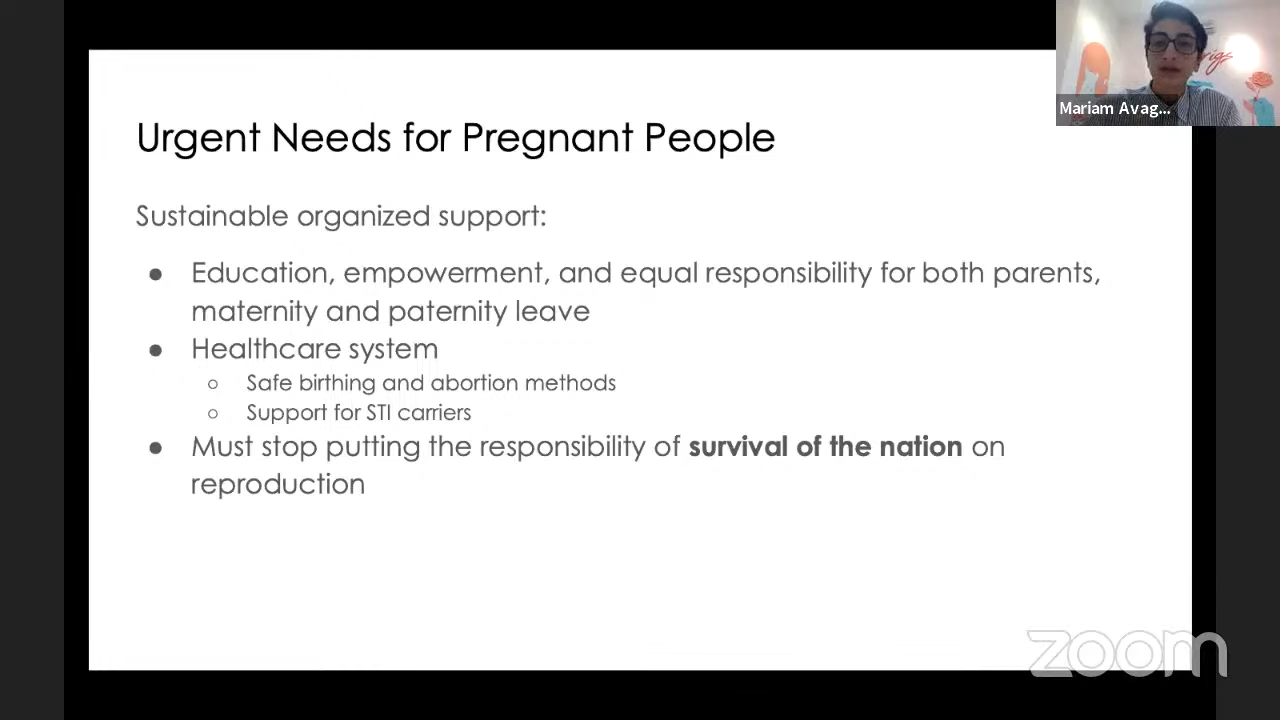 Urgent Needs for Pregnant People
Sustainable organized support:
● Education, empowerment, and equal responsibility for both parents,
maternity and paternity leave
● Healthcare system
○ Safe birthing and abortion methods
○ Support for STI carriers
● Must stop putting the responsibility of survival of the nation on
reproduction
Mariam Avag...
zoom